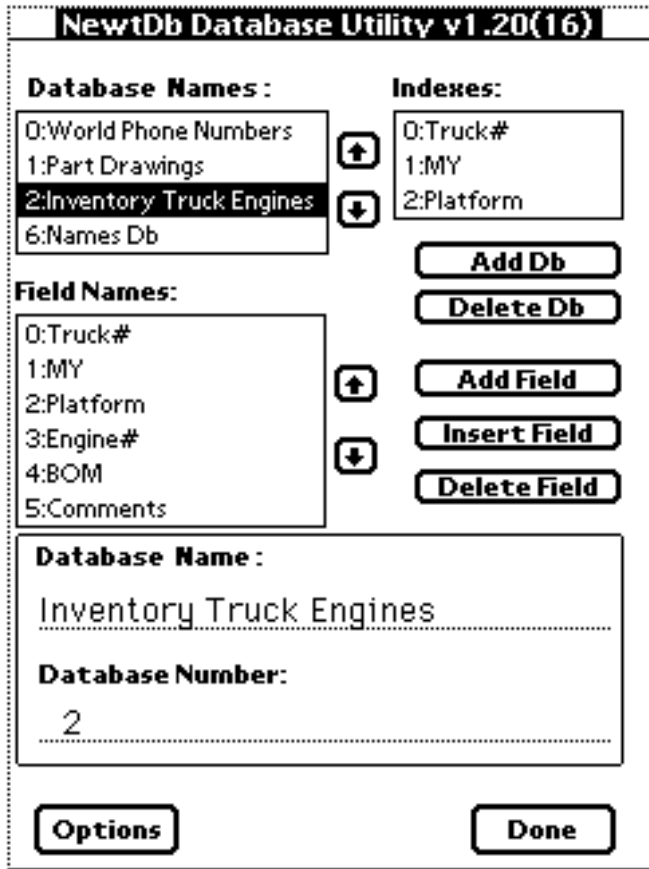 NewtDb Database Utility v1.20(16)
Database Names:
0:World Phone Numbers
1:Part Drawings
2:Inventory Truck Engines
6:Names Db
Indexes:
0:Truck#
1:MY
2:Platform
Add Db
Delete Db
Field Names:
0:Truck#
1:MY
2:Platform
3:Engine#
4:BOM
5:Comments
Add Field
Insert Field
Delete Field
Database Name:
Inventory Truck Engines
Database Number:
2
Options
Done